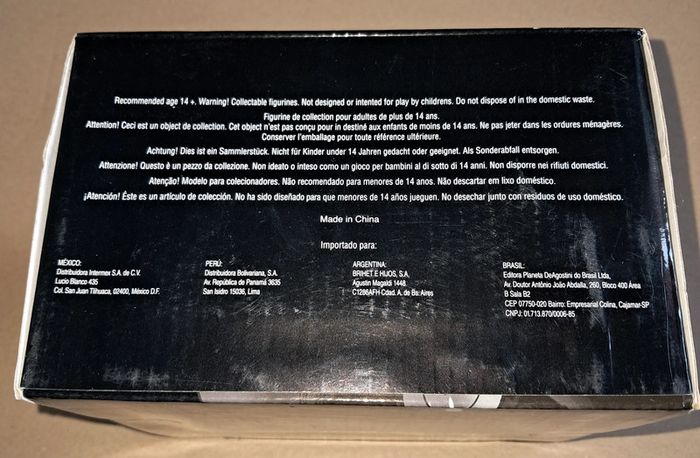 Recommended age 14 +. Warning! Collectable figurines. Not designed or intented for play by childrens. Do not dispose of in the domestic waste.
Figurine de collection pour adultes de plus de 14 ans.
Attention! Ceci est un object de collection. Cet object n'est pas conçu pour in destiné aux enfants de moins de 14 ans. Ne pas jeter dans les ordures ménagères.
Conserver l'emballage pour toute référence ultérieure.
Achtung! Dies ist ein Sammlerstück. Nicht für Kinder under 14 Jahren gedacht oder geeignet. Als Sonderabfall entsorgen.
Attenzione! Questo è un pezzo da collezione. Non ideato o inteso como un gioco per bambini al di sotto di 14 anni. Non disporre nei rifiuti domestici.
Atenção! Modelo para colecionadores. Não recomendado para menores de 14 anos. Não descartar em lixo doméstico.
¡Atención! Éste es un artículo de colección. No ha sido diseñado para que menores de 14 años jueguen. No desechar junto con residuos de uso doméstico.
Made in China
Importado para:
MÉXICO:
Distribuidora Intermex S.A. de C.V.
Lucio Blanco 435
Col. San Juan Tlihuaca, 02400, México D.F.
PERÚ:
Distribuidora Bolivariana, S.A.
Av. República de Panamá 3635
San Isidro 15036, Lima
ARGENTINA:
BRIHET E HIJOS, S.A,
Agustin Magaldi 1448
C1286AFH-Cdad. A. de Bs. Aires
BRASIL:
Editora Planeta DeAgostini do Brasil Ltda,
Av. Doutor Antônio João Abdalla, 260, Bloco 400 Área
B Sala B2
CEP 07750-020 Bairro: Empresarial Colina, Cajamar-SP
CNPJ: 01.713.870/0006-85